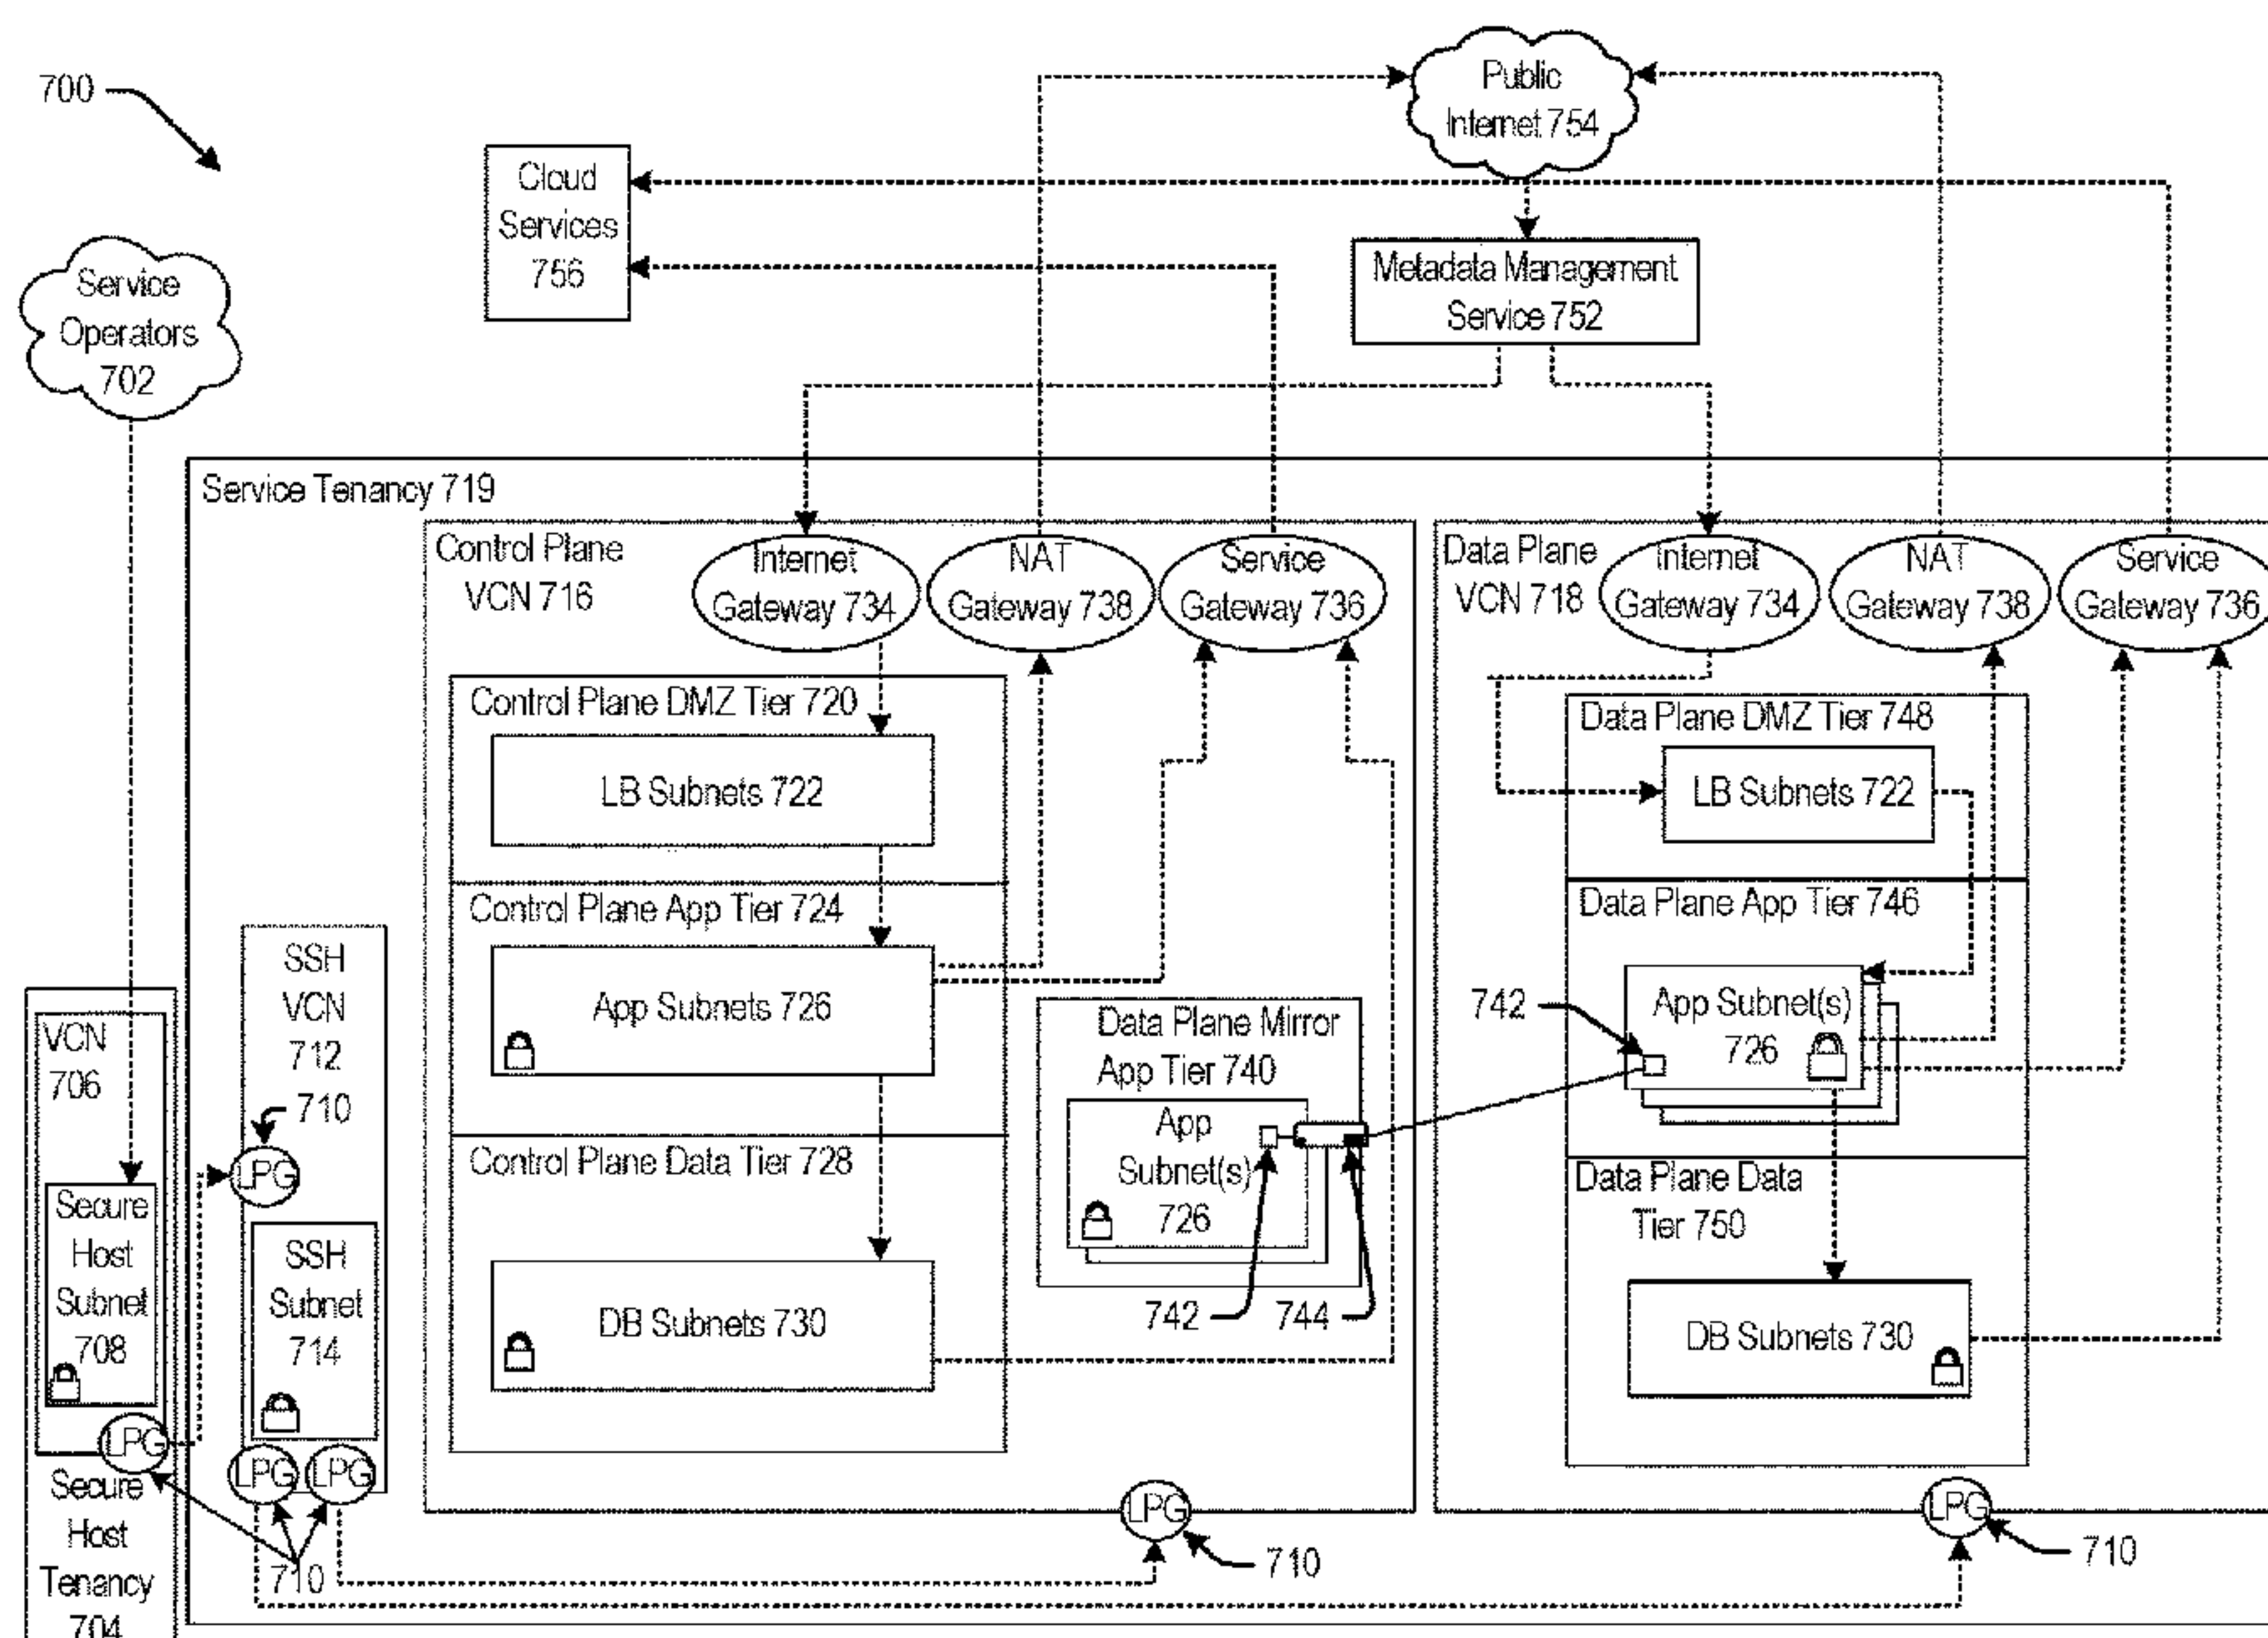 700
Public
Internet 754
Cloud
Services
756
Metadata Management
Service 752
Service
Operators
702
Service Tenancy 719
Control Plane
VCN 716
Internet
Gateway 734
NAT
Gateway 738
Service
Gateway 736
Data Plane
VCN 718
Internet
Gateway 734
NAT
Gateway 738
Service
Gateway 736
Control Plane DMZ Tier 720
LB Subnets 722
Control Plane App Tier 724
App Subnets 726
Control Plane Data Tier 728
DB Subnets 730
Data Plane Mirror
App Tier 740
App
Subnet(s)
726
742
744
Data Plane DMZ Tier 748
LB Subnets 722
Data Plane App Tier 746
742
App Subnet(s)
726
Data Plane Data
Tier 750
DB Subnets 730
SSH
VCN
712
710
LPG
SSH
Subnet
714
LPG
LPG
VCN
706
Secure
Host
Subnet
708
LPG
Secure
Host
Tenancy
704
710
LPG
710
LPG
710